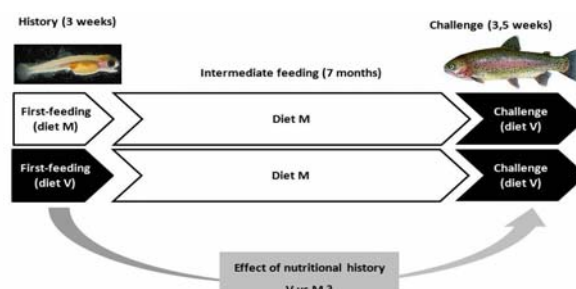 History (3 weeks)
Challenge (3,5 weeks)
Intermediate feeding (7 months)
First-feeding
(diet M)
Diet M
Challenge
(diet V)
First-feeding
(diet V)
Diet M
Challenge
(diet V)
Effect of nutritional history
V vs M ?